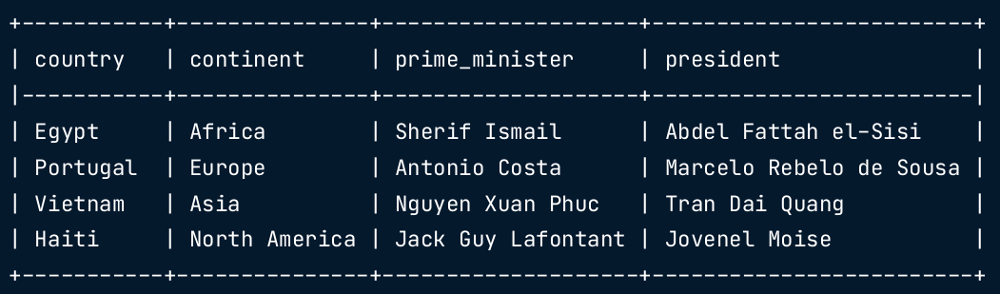 +-----------+---------------+--------------------+-------------------------+
| country   | continent     | prime_minister     | president               |
|-----------+---------------+--------------------+-------------------------|
| Egypt     | Africa        | Sherif Ismail      | Abdel Fattah el-Sisi    |
| Portugal  | Europe        | Antonio Costa      | Marcelo Rebelo de Sousa |
| Vietnam   | Asia          | Nguyen Xuan Phuc   | Tran Dai Quang          |
| Haiti     | North America | Jack Guy Lafontant | Jovenel Moise           |
+-----------+---------------+--------------------+-------------------------+